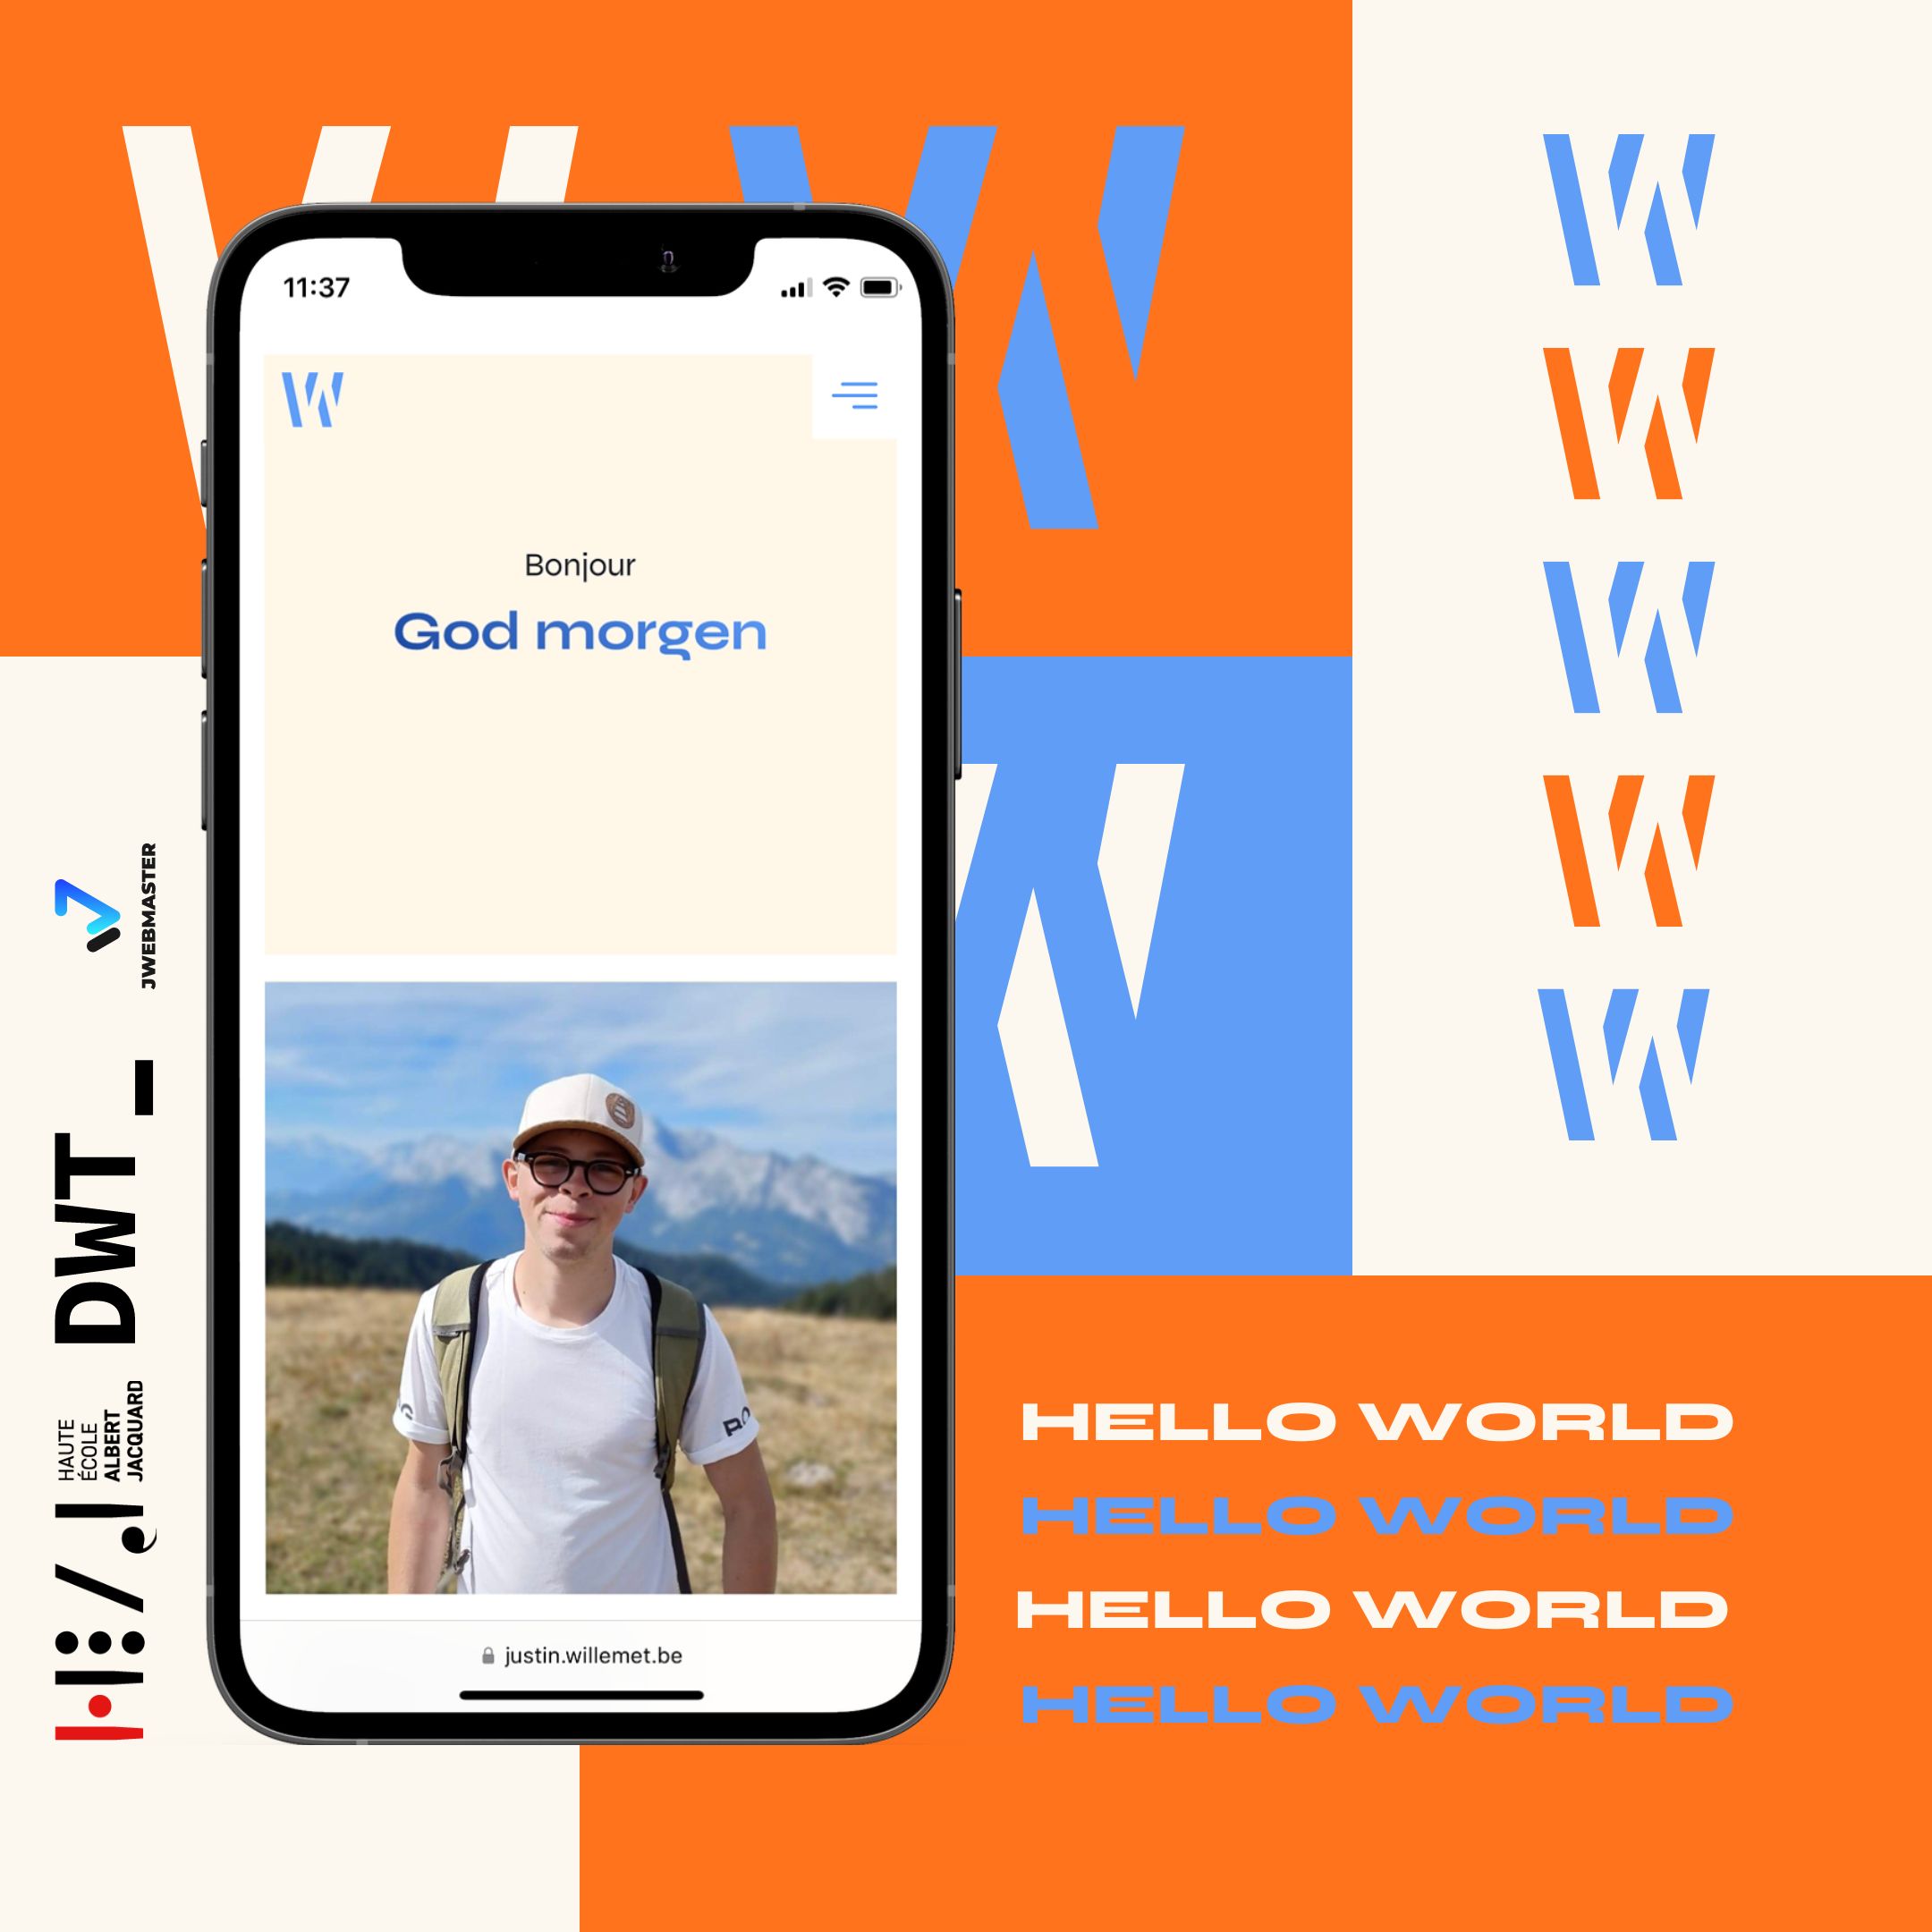 11:37
W
Bonjour
God morgen
justin.willemet.be
JWEBMASTER
DWT_
HAUTE
ÉCOLE
ALBERT
JACQUARD
HELLO WORLD
HELLO WORLD
HELLO WORLD
HELLO WORLD
W
W
W
W
W
W
W
W